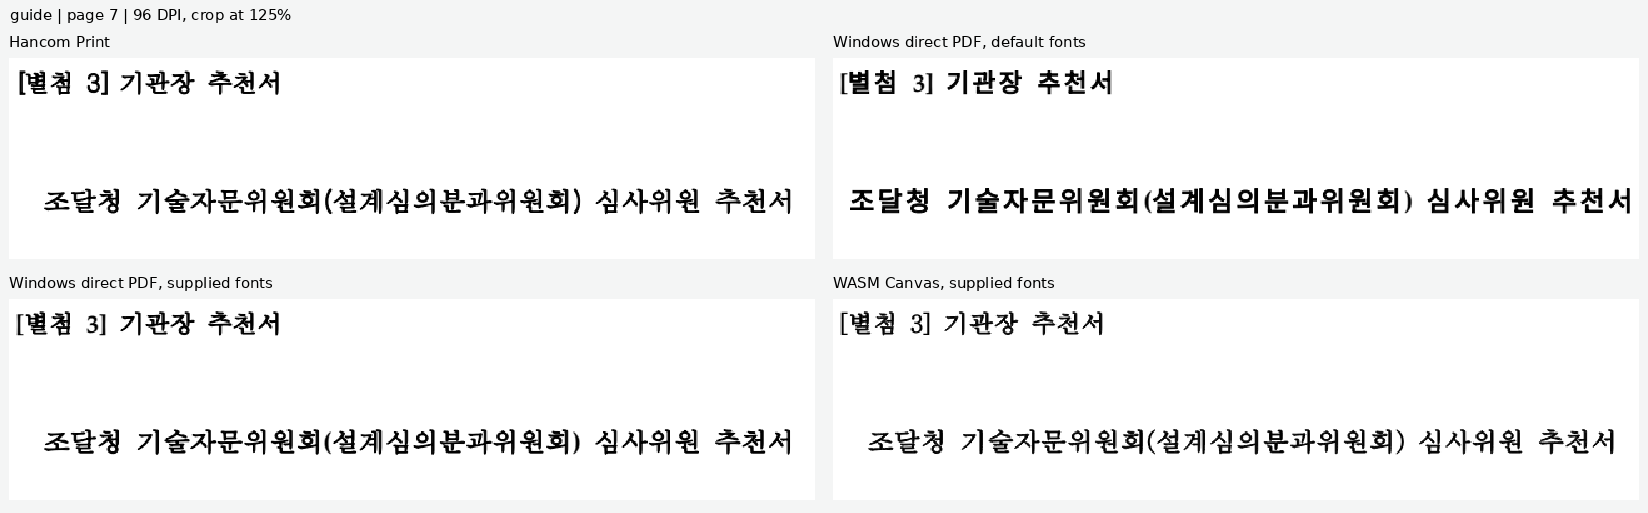 guide | page 7 | 96 DPI, crop at 125%
Hancom Print
[별첨 3] 기관장 추천서
조달청 기술자문위원회(설계심의분과위원회) 심사위원 추천서
Windows direct PDF, default fonts
[별첨 3] 기관장 추천서
조달청 기술자문위원회(설계심의분과위원회) 심사위원 추천서
Windows direct PDF, supplied fonts
[별첨 3] 기관장 추천서
조달청 기술자문위원회(설계심의분과위원회) 심사위원 추천서
WASM Canvas, supplied fonts
[별첨 3] 기관장 추천서
조달청 기술자문위원회(설계심의분과위원회) 심사위원 추천서